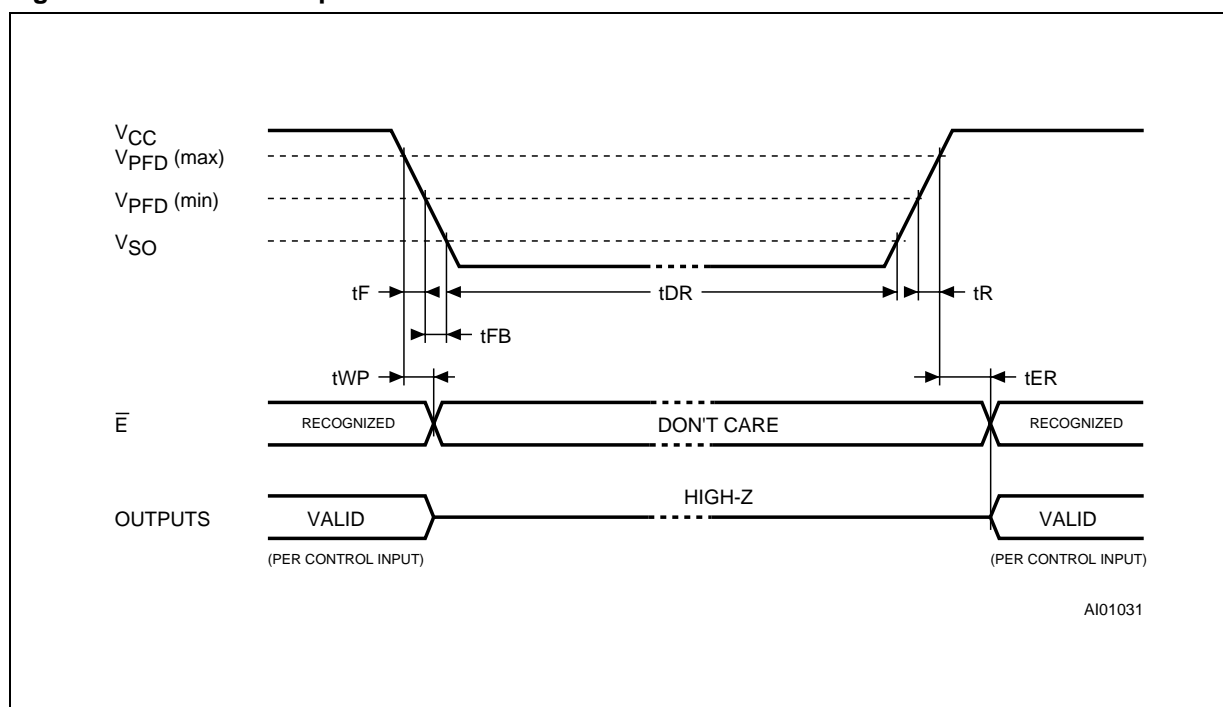 VCC
VPFD (max)
VPFD (min)
VSO
tF
tDR
tR
tFB
tWP
tER
E̅
RECOGNIZED
DON'T CARE
RECOGNIZED
HIGH-Z
OUTPUTS
VALID
VALID
(PER CONTROL INPUT)
(PER CONTROL INPUT)
AI01031